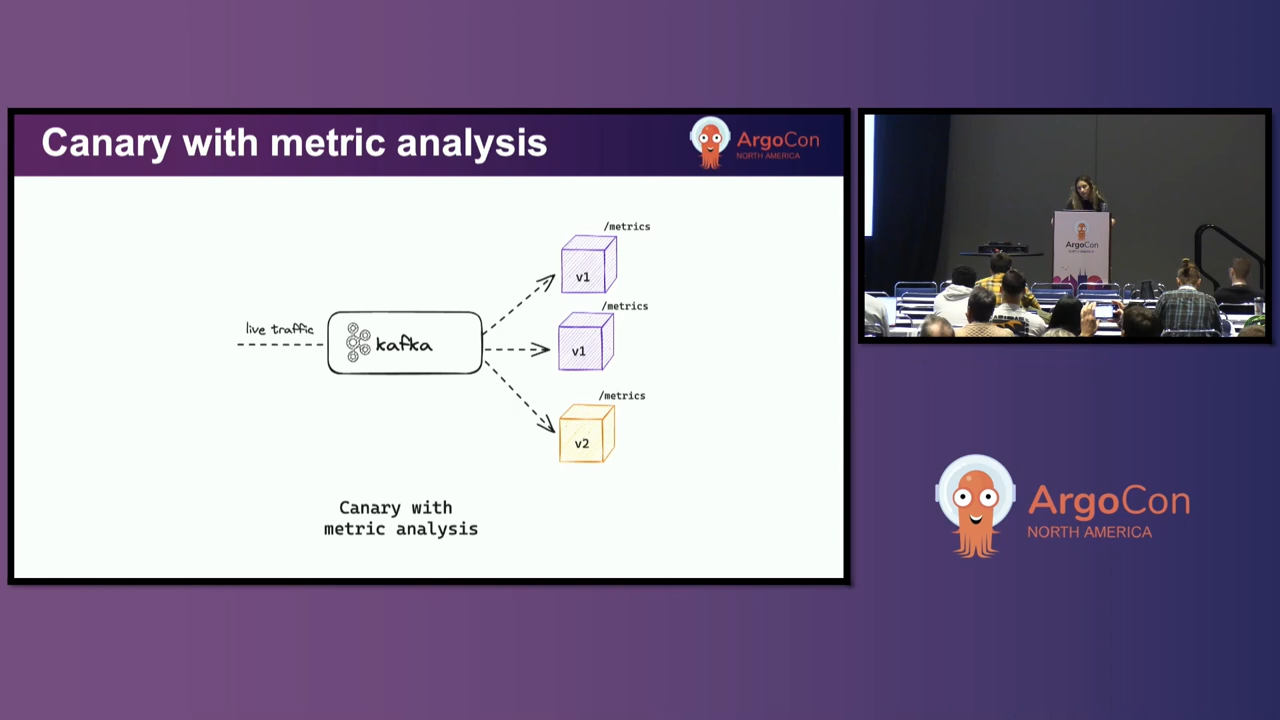 Canary with metric analysis
ArgoCon
NORTH AMERICA
/metrics
v1
/metrics
live traffic
kafka
v1
/metrics
v2
Canary with
metric analysis
ArgoCon
ArgoCon
NORTH AMERICA